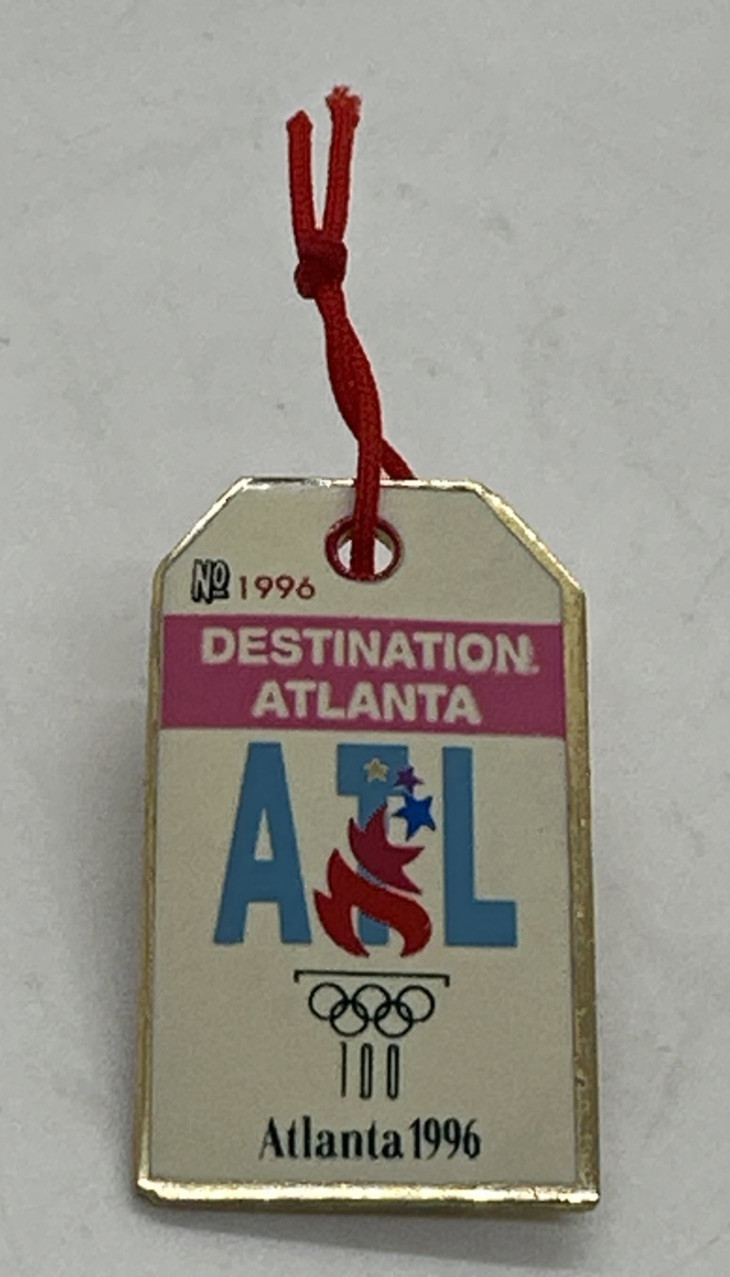 Nº 1996
DESTINATION
ATLANTA
ATL
100
Atlanta 1996